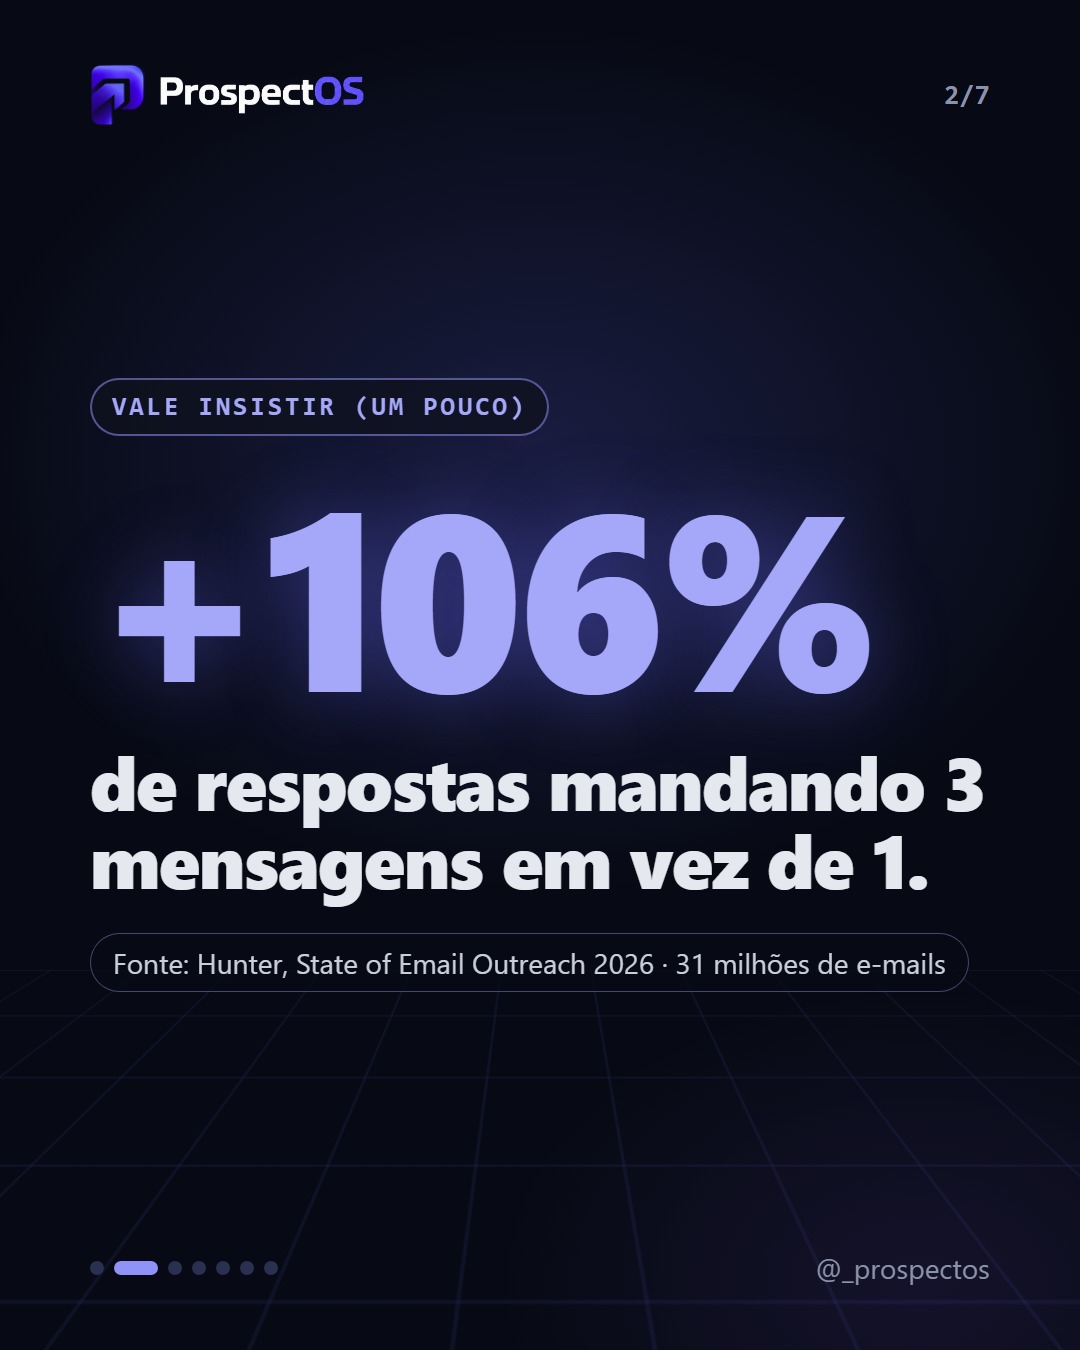 ProspectOS
2/7
VALE INSISTIR (UM POUCO)
+106%
de respostas mandando 3
mensagens em vez de 1.
Fonte: Hunter, State of Email Outreach 2026 · 31 milhões de e-mails
@_prospectos